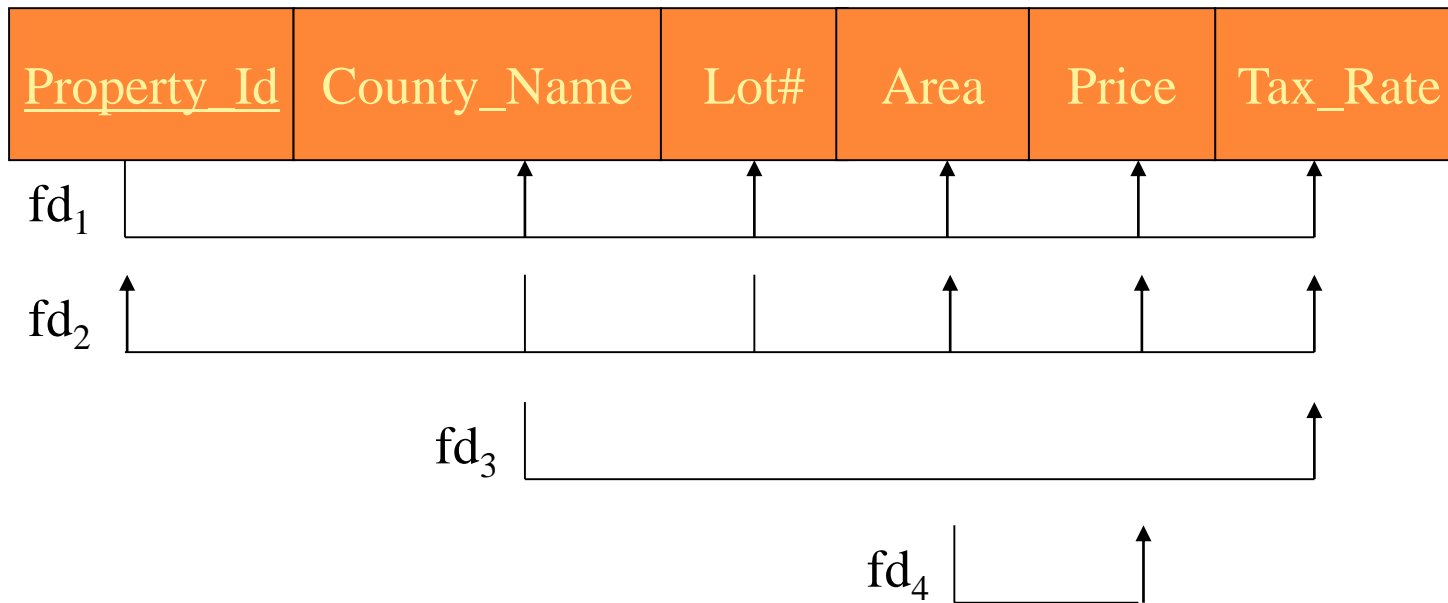 Property_Id County_Name Lot# Area Price Tax_Rate
fd₁
fd₂
fd₃
fd₄